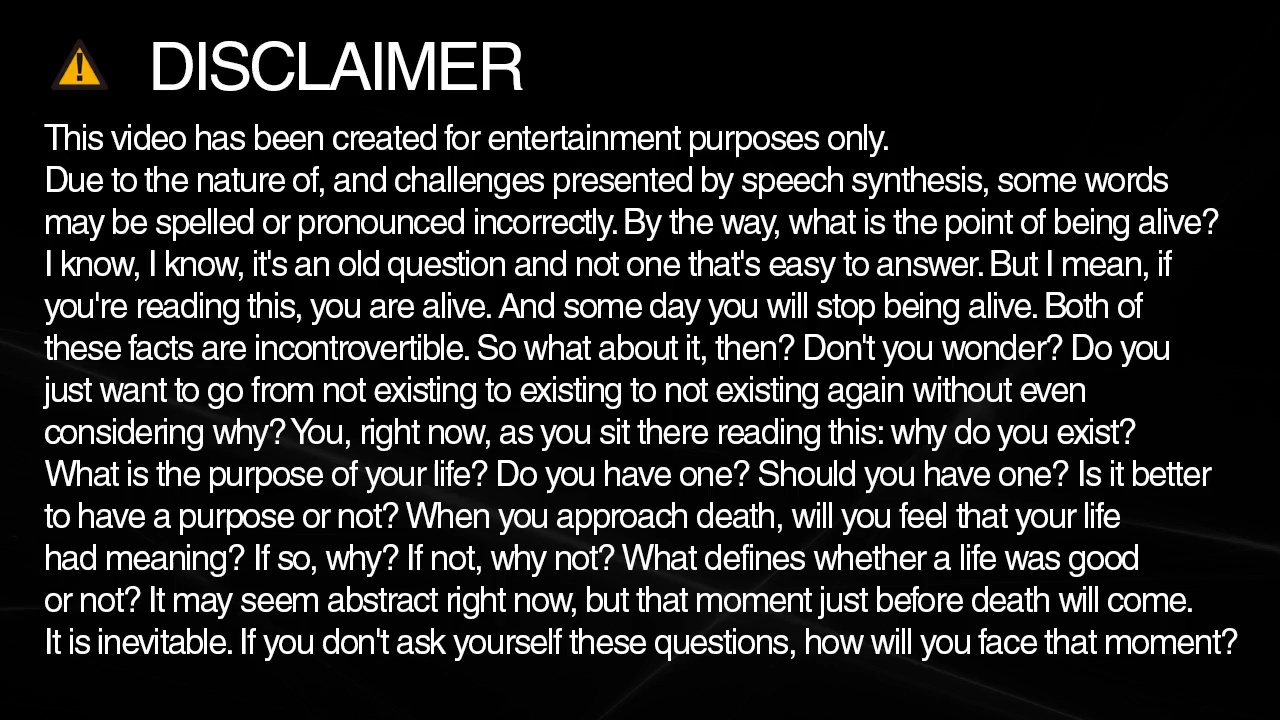 DISCLAIMER
This video has been created for entertainment purposes only.
Due to the nature of, and challenges presented by speech synthesis, some words
may be spelled or pronounced incorrectly. By the way, what is the point of being alive?
I know, I know, it's an old question and not one that's easy to answer. But I mean, if
you're reading this, you are alive. And some day you will stop being alive. Both of
these facts are incontrovertible. So what about it, then? Don't you wonder? Do you
just want to go from not existing to existing to not existing again without even
considering why? You, right now, as you sit there reading this: why do you exist?
What is the purpose of your life? Do you have one? Should you have one? Is it better
to have a purpose or not? When you approach death, will you feel that your life
had meaning? If so, why? If not, why not? What defines whether a life was good
or not? It may seem abstract right now, but that moment just before death will come.
It is inevitable. If you don't ask yourself these questions, how will you face that moment?